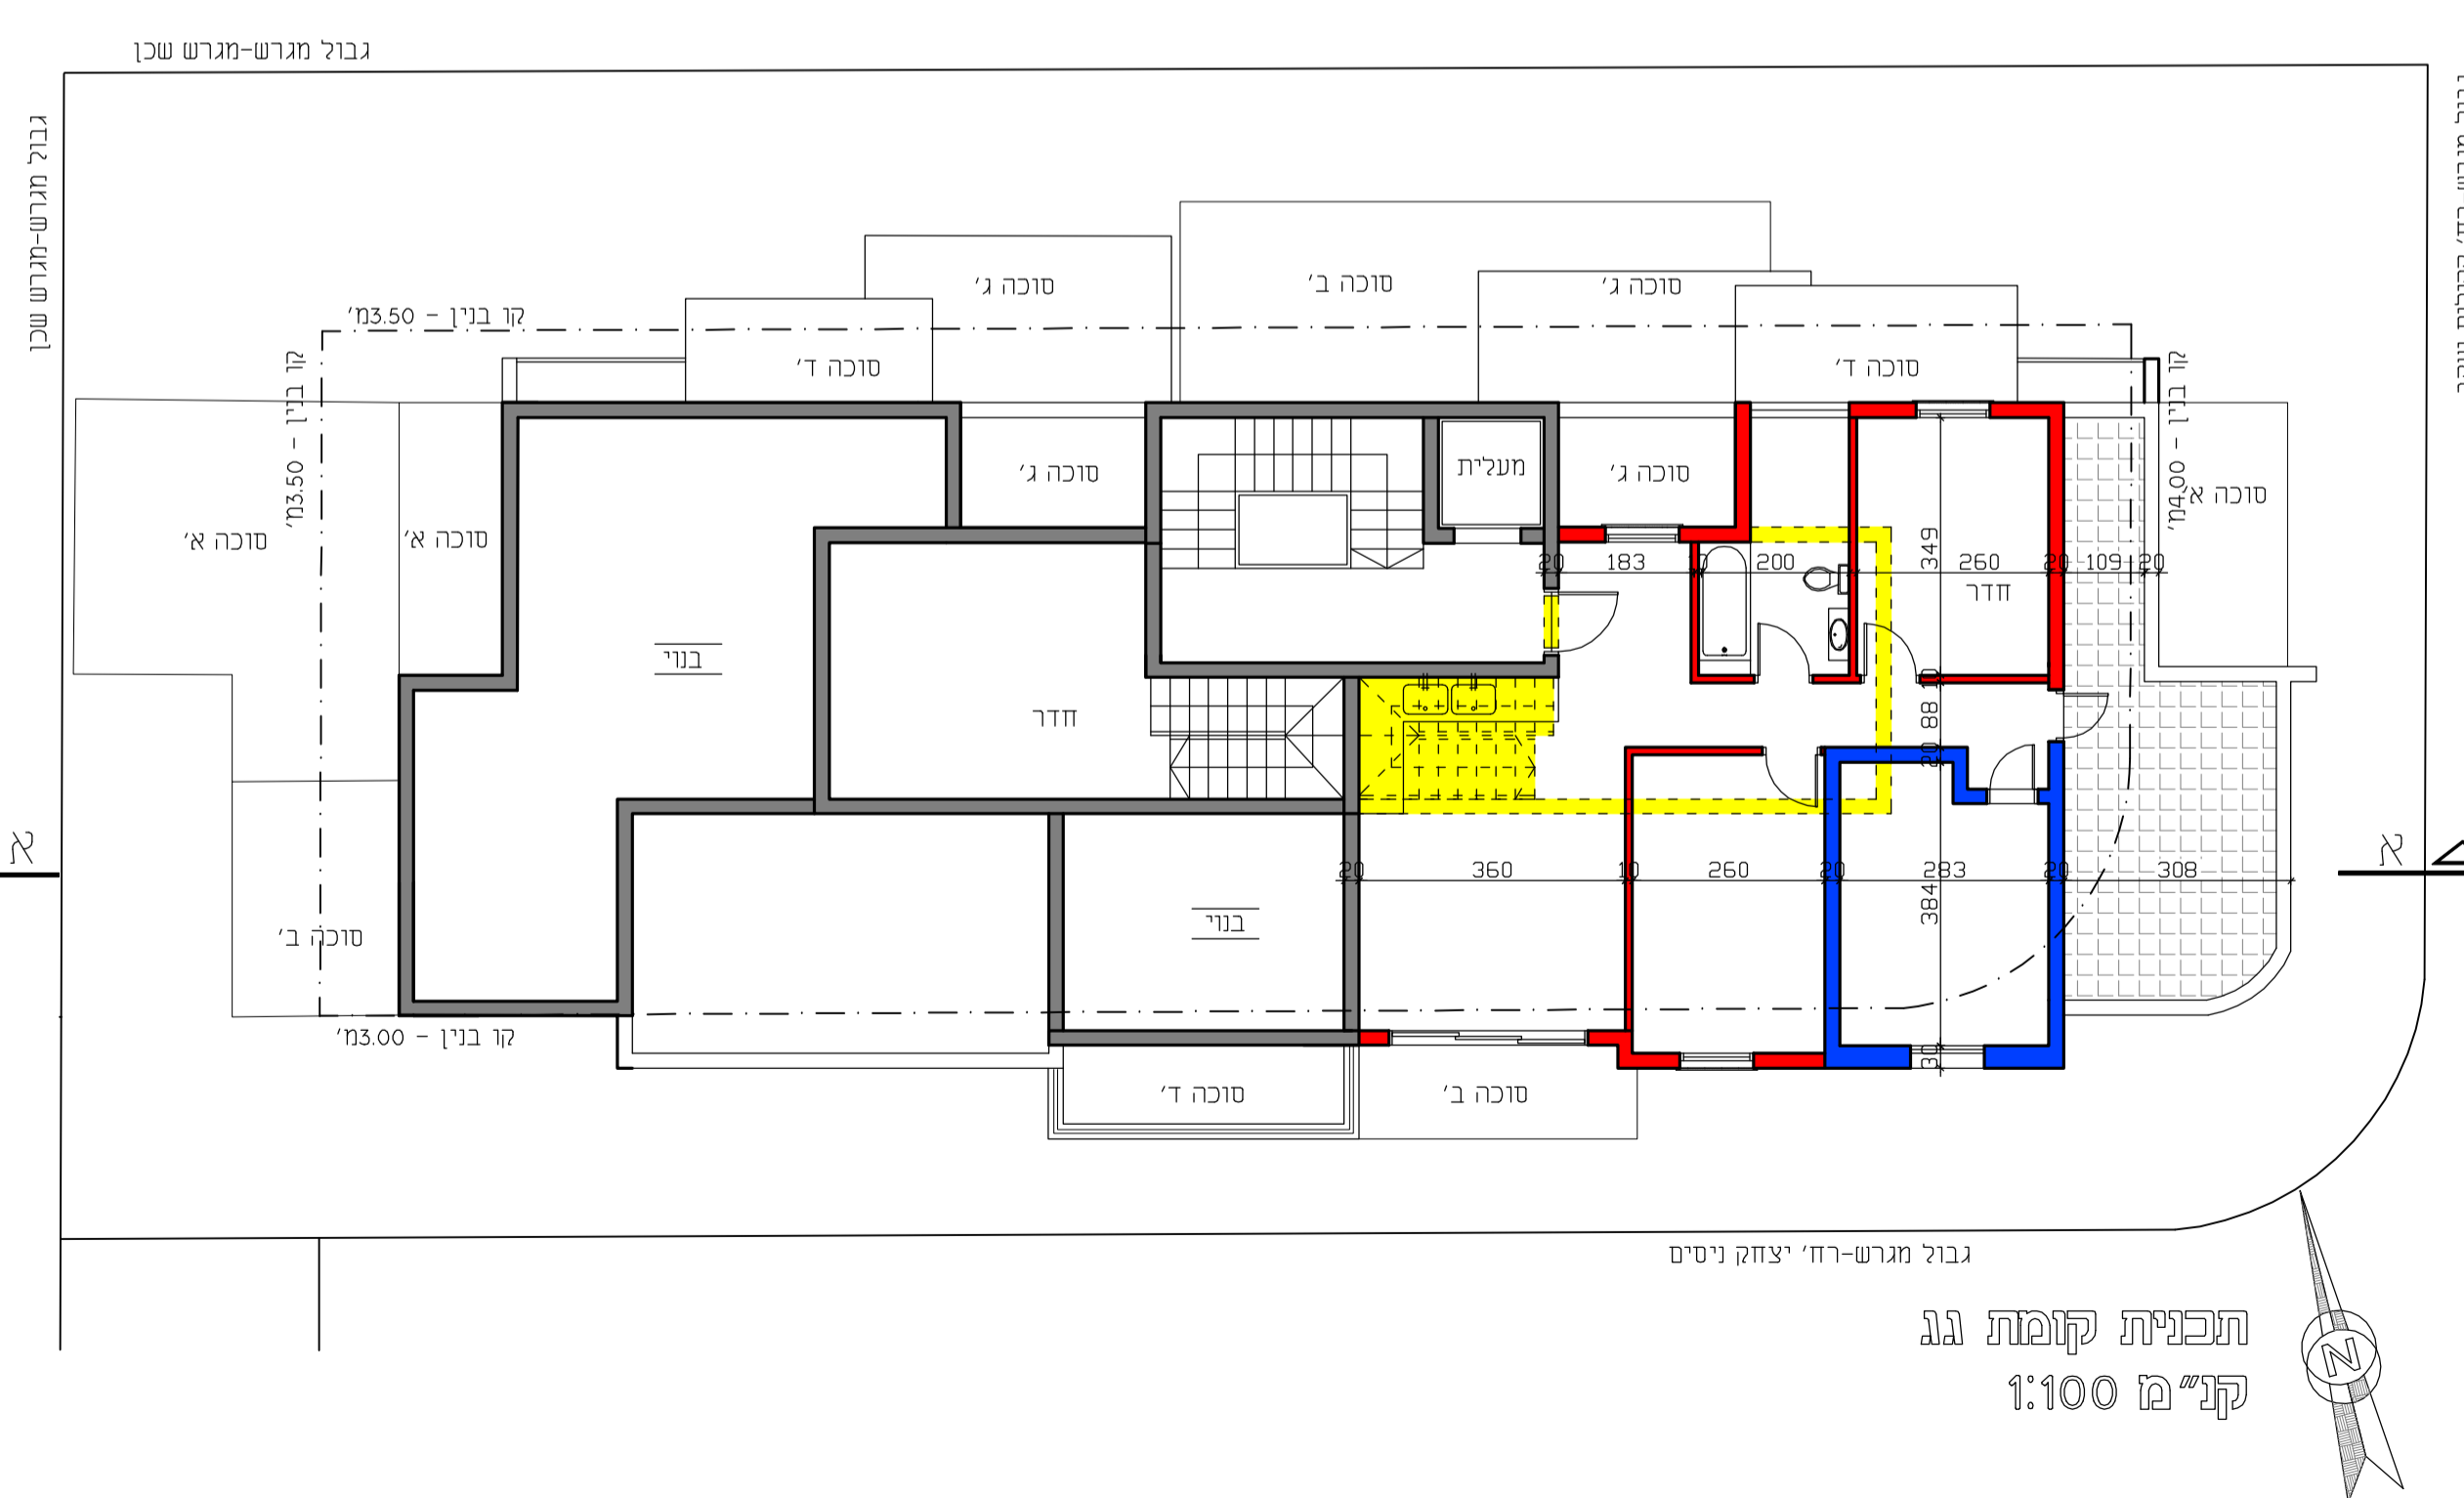 גבול מגרש-מגרש שכן
גבול מגרש-מגרש שכן
קו בנין - 3.50מ'
קו בנין - 3.50מ'
סוכה ג'
סוכה ב'
סוכה ג'
סוכה ד'
סוכה ד'
קו בנין - 4.00מ'
סוכה א'
סוכה א'
סוכה א'
סוכה ג'
מעלית
סוכה ג'
20 183 10 200 260 20 109 20
349
חדר
בנוי
חדר
10
88
20
א
א
20 360 10 260 20 283 20 308
384
בנוי
סוכה ב'
קו בנין - 3.00מ'
30
סוכה ד'
סוכה ב'
גבול מגרש-רח' יצחק ניסים
תכנית קומת גג
קנ"מ 1:100
N